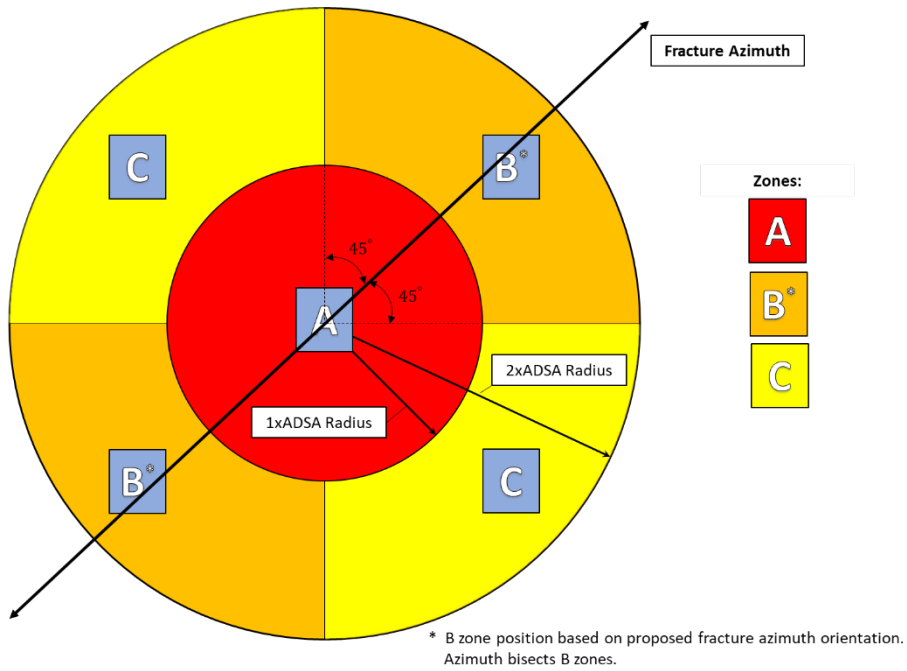 Fracture Azimuth
C
B*
Zones:
A
45°
45°
A
B*
2xADSA Radius
C
1xADSA Radius
B*
C
* B zone position based on proposed fracture azimuth orientation.
Azimuth bisects B zones.